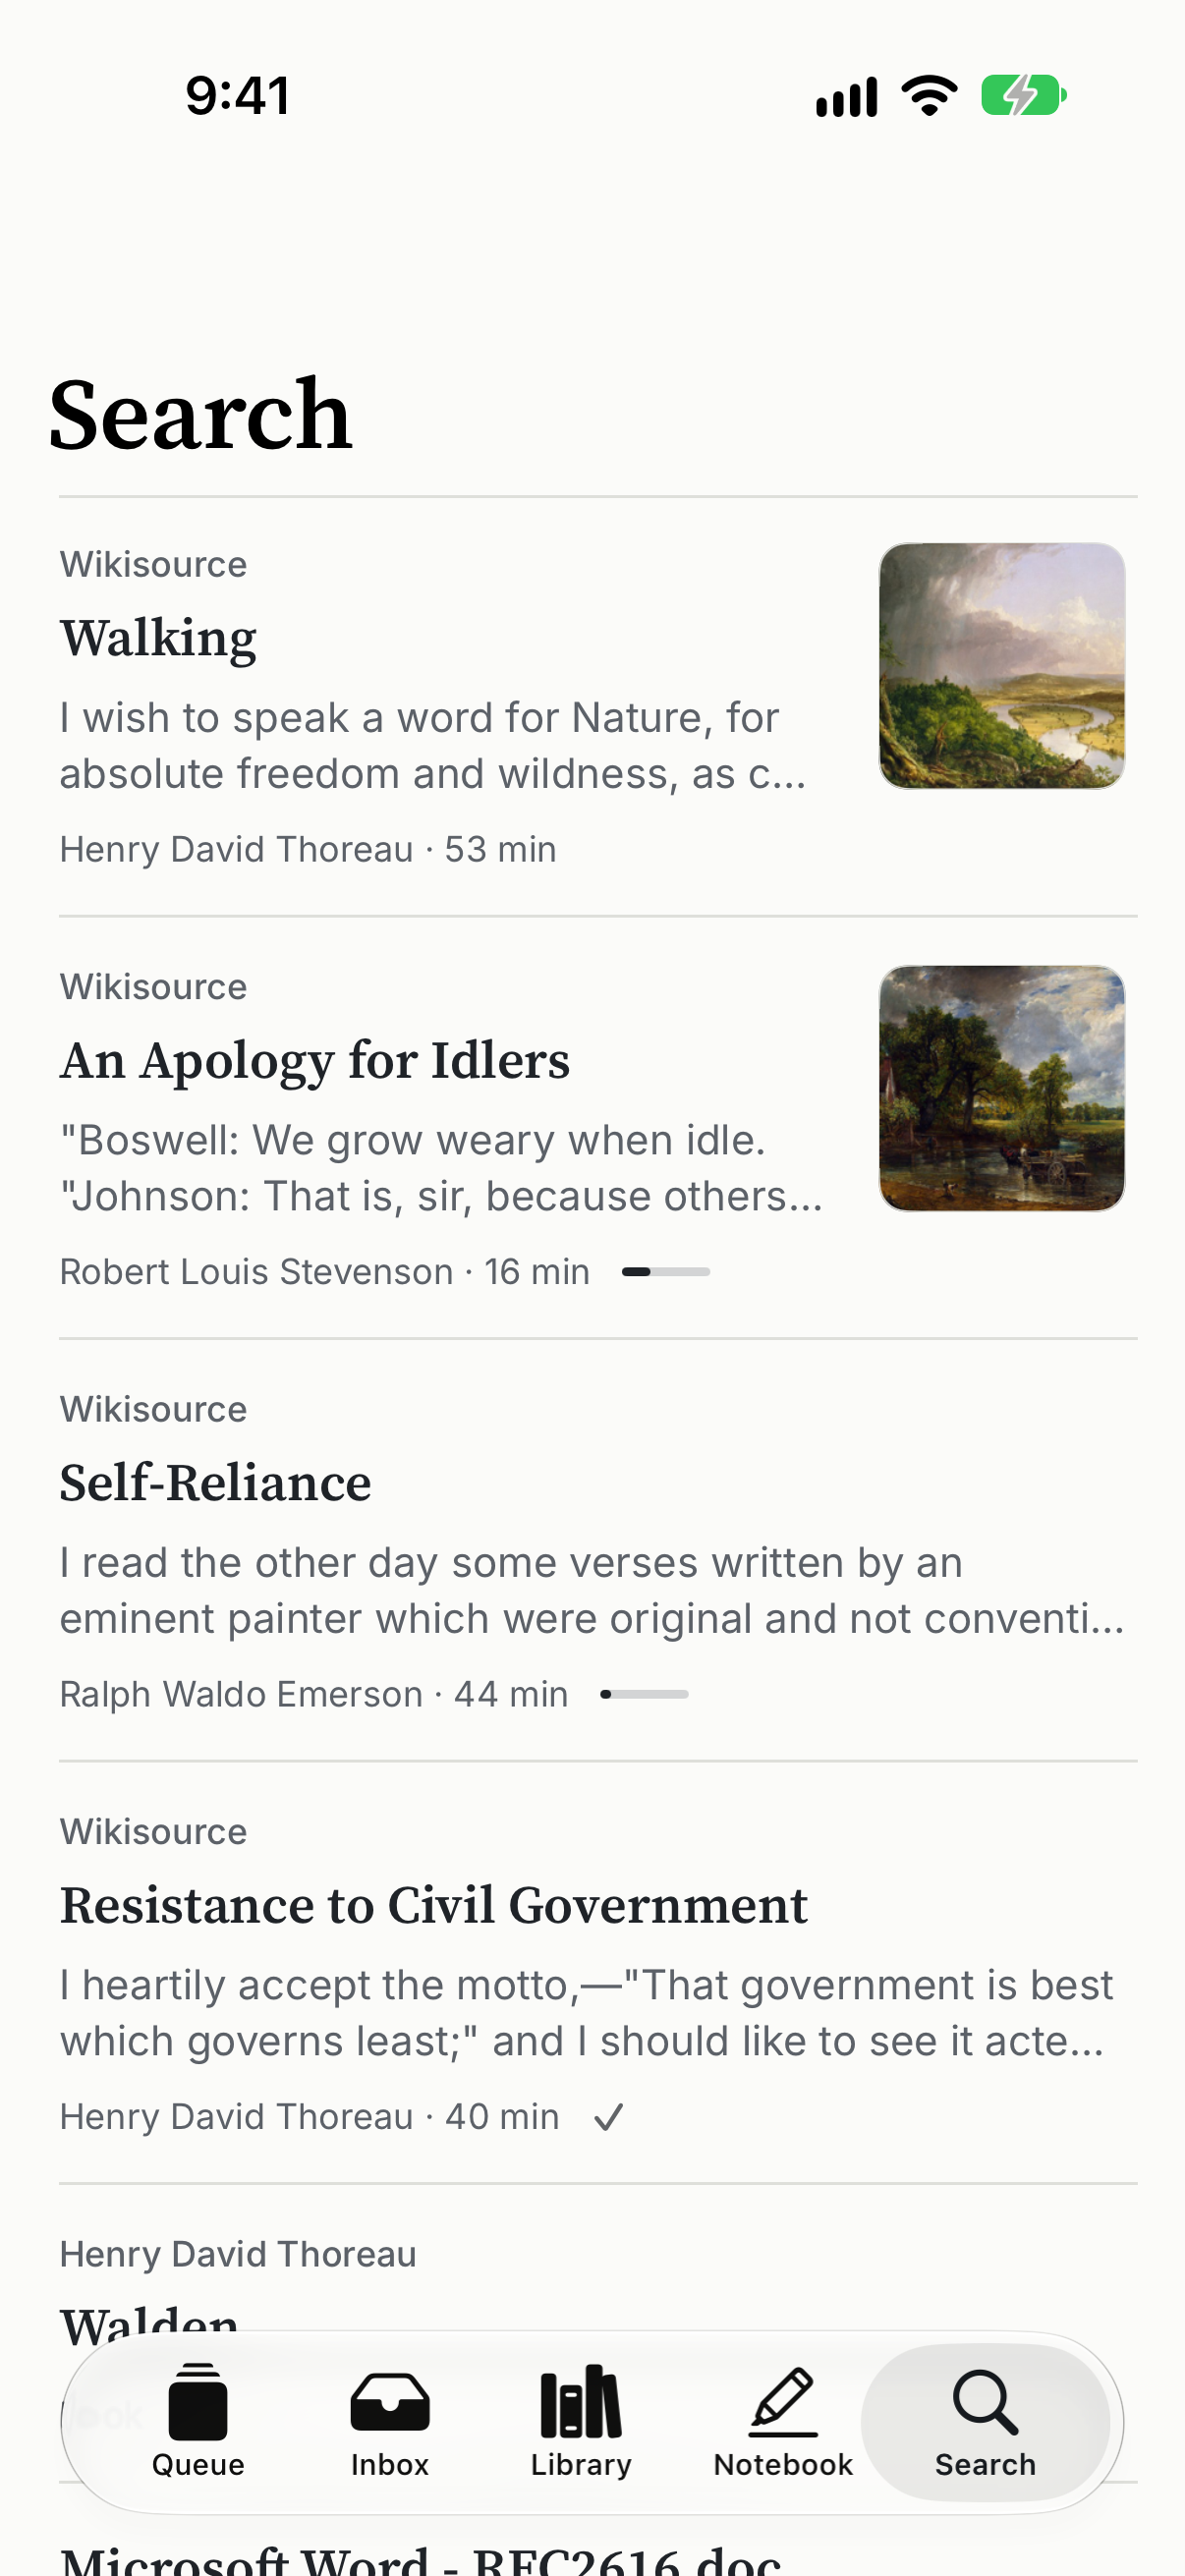 9:41
Search
Wikisource
Walking
I wish to speak a word for Nature, for
absolute freedom and wildness, as c...
Henry David Thoreau · 53 min
Wikisource
An Apology for Idlers
"Boswell: We grow weary when idle.
"Johnson: That is, sir, because others...
Robert Louis Stevenson · 16 min
Wikisource
Self-Reliance
I read the other day some verses written by an
eminent painter which were original and not conventi...
Ralph Waldo Emerson · 44 min
Wikisource
Resistance to Civil Government
I heartily accept the motto,—"That government is best
which governs least;" and I should like to see it acte...
Henry David Thoreau · 40 min
Henry David Thoreau
Walden
Queue
Inbox
Library
Notebook
Search
Microsoft Word - RFC2616.doc